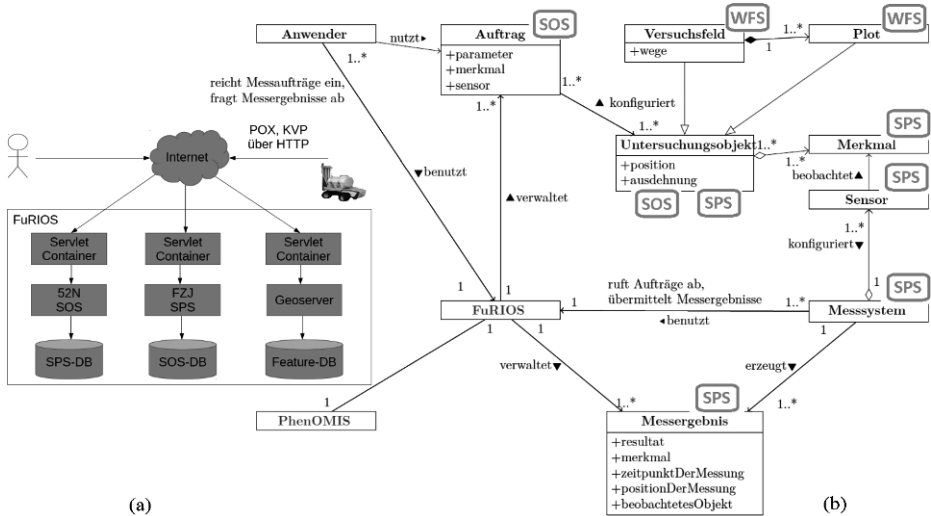 POX, KVP
über HTTP
Internet
FuRIOS
Servlet
Container
Servlet
Container
Servlet
Container
52N
SOS
FZJ
SPS
Geoserver
SPS-DB
SOS-DB
Feature-DB
(a)
Anwender
1..*
nutzt
SOS
Auftrag
+parameter
+merkmal
+sensor
1..*
1..*
WFS
Versuchsfeld
+wege
1
1..*
WFS
Plot
reicht Messaufträge ein,
fragt Messergebnisse ab
konfiguriert
1..*
Untersuchungsobjekt
1..*
+position
+ausdehnung
SOS
SPS
SPS
Merkmal
1..*
beobachtet
SPS
Sensor
1..*
konfiguriert
1
benutzt
verwaltet
1
1
FuRIOS
1
1
1
ruft Aufträge ab,
übermittelt Messergebnisse
1..*
benutzt
SPS
Messsystem
1
verwaltet
erzeugt
1
PhenOMIS
1..*
1..*
SPS
Messergebnis
+resultat
+merkmal
+zeitpunktDerMessung
+positionDerMessung
+beobachtetesObjekt
(b)